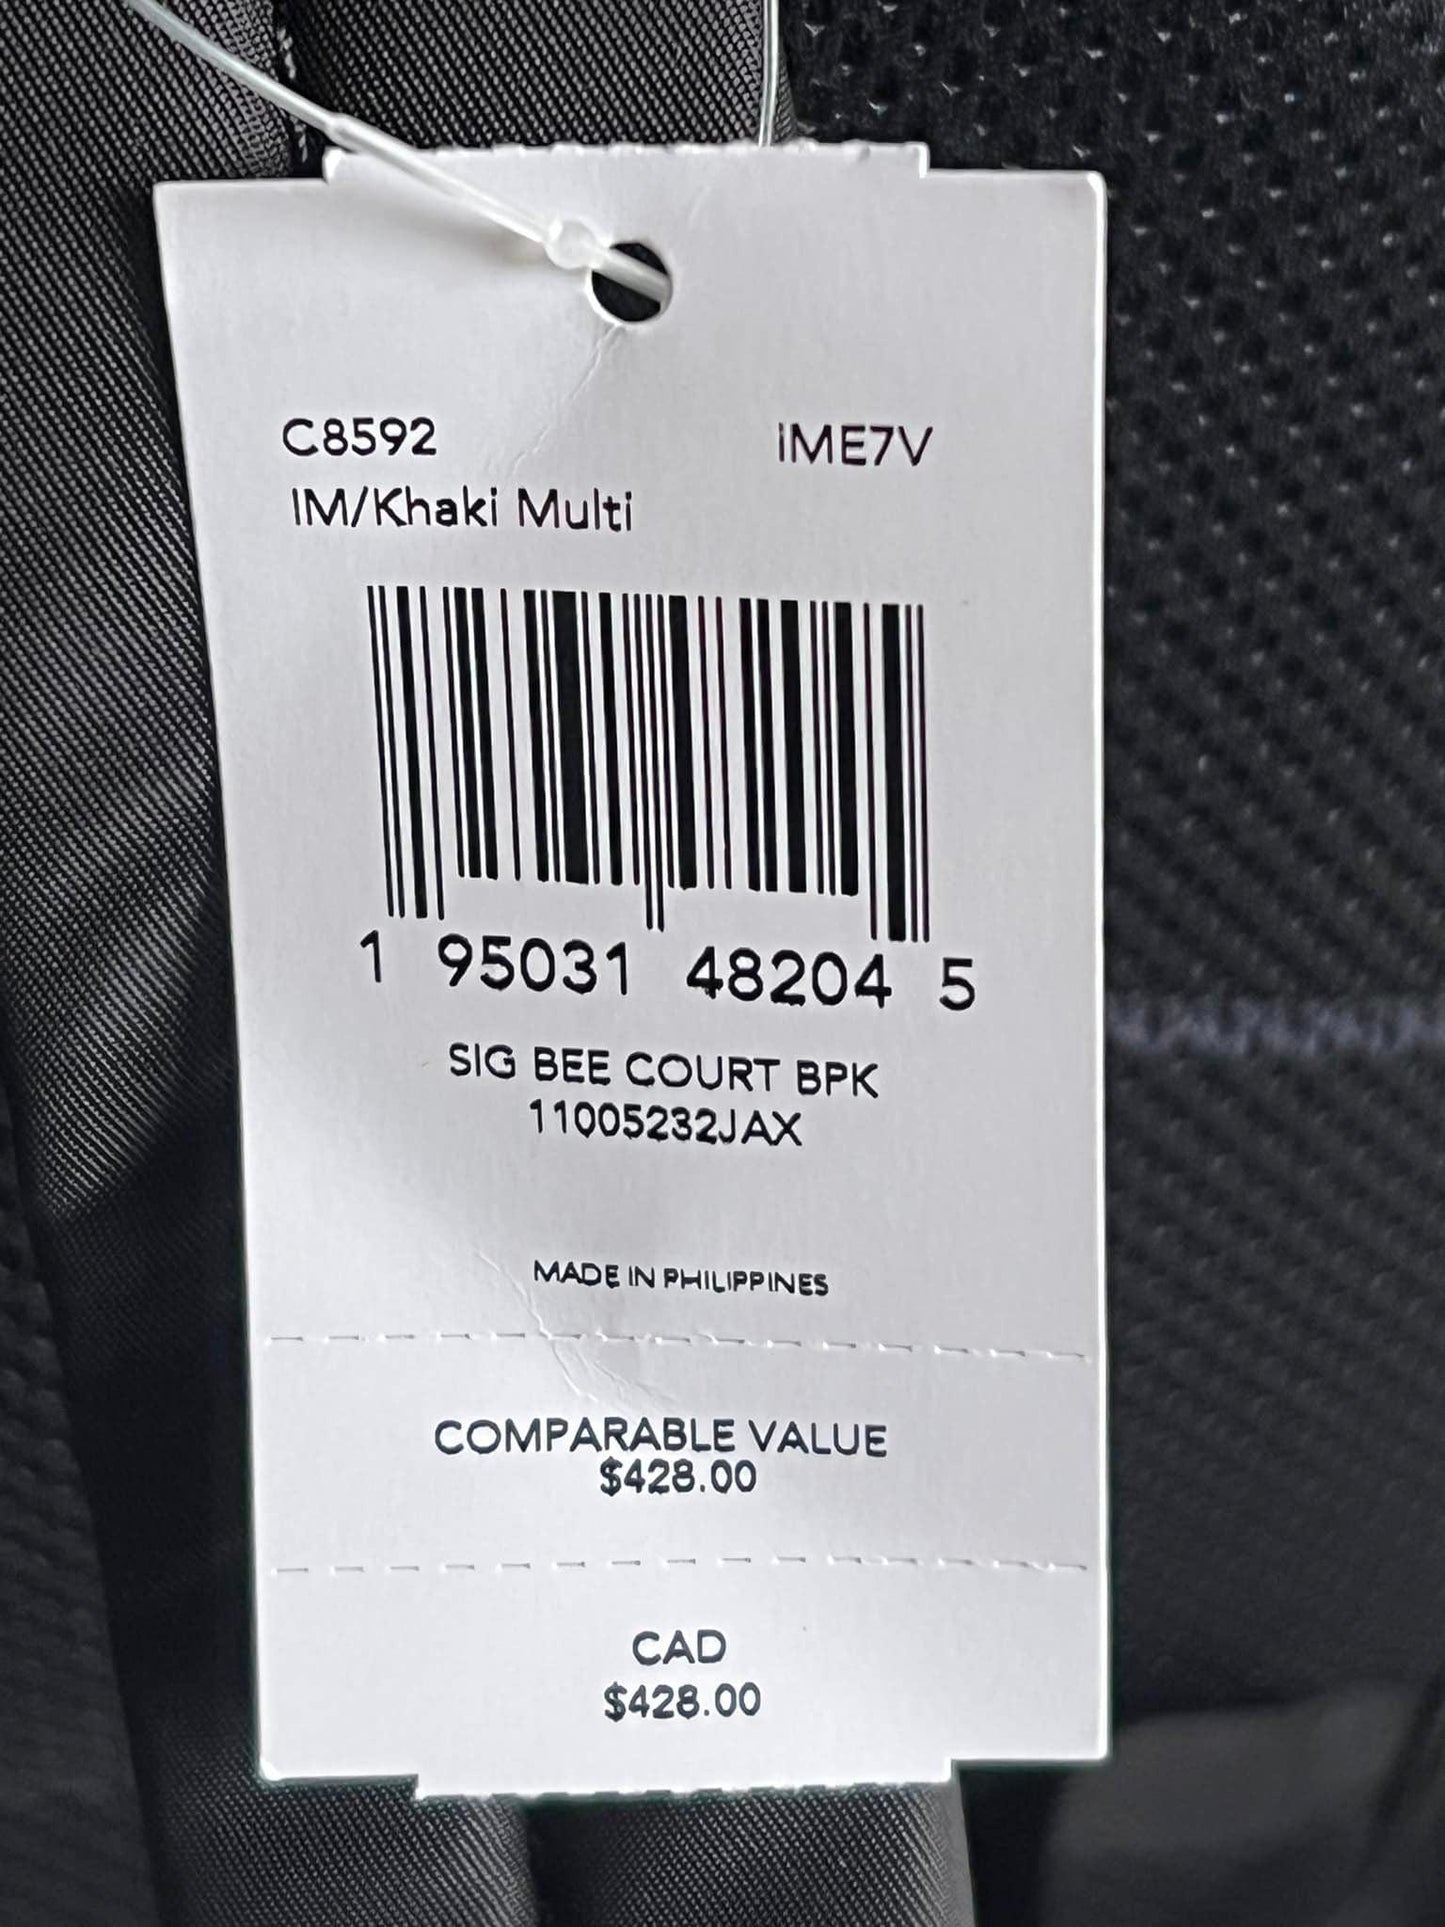 C8592 IME7V
IM/Khaki Multi
1 95031 48204 5
SIG BEE COURT BPK
11005232JAX
MADE IN PHILIPPINES
COMPARABLE VALUE
$428.00
CAD
$428.00